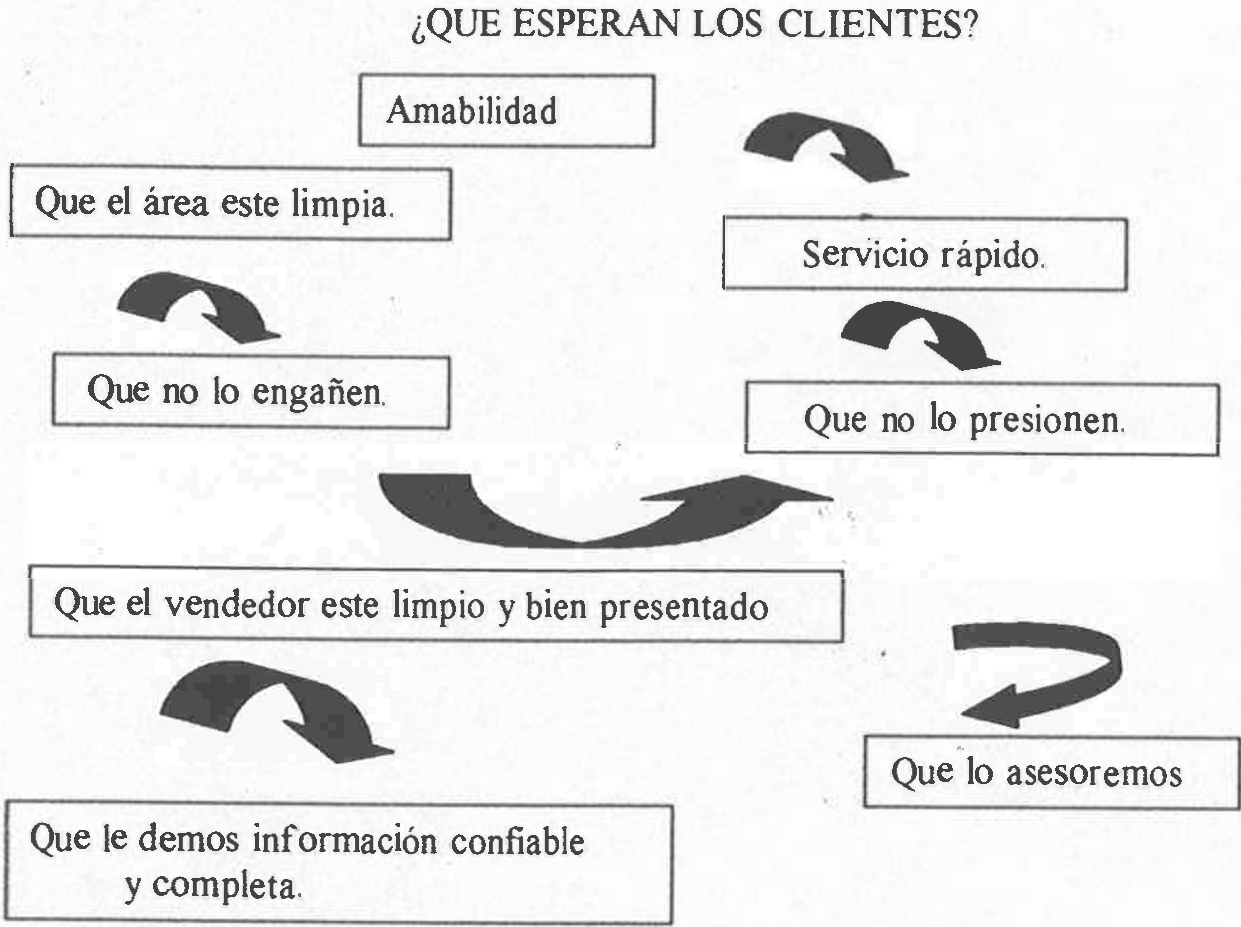 ¿QUE ESPERAN LOS CLIENTES?
Amabilidad
Que el área este limpia.
Servicio rápido.
Que no lo engañen.
Que no lo presionen.
Que el vendedor este limpio y bien presentado
Que lo asesoremos
Que le demos información confiable
y completa.